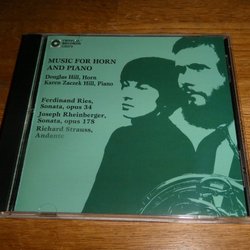 MUSIC FOR HORN
AND PIANO
Douglas Hill, Horn
Karen Zaczek Hill, Piano
Ferdinand Ries,
Sonata, opus 34
Joseph Rheinberger,
Sonata, opus 178
Richard Strauss,
Andante